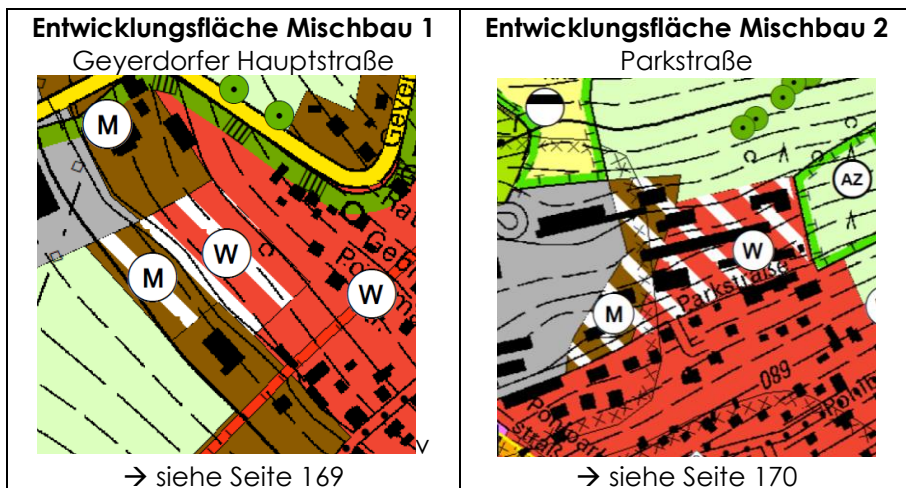 Entwicklungsfläche Mischbau 1
Geyerdorfer Hauptstraße
M
W
M
W
→ siehe Seite 169
Entwicklungsfläche Mischbau 2
Parkstraße
AZ
W
Parkstraße
M
089
→ siehe Seite 170